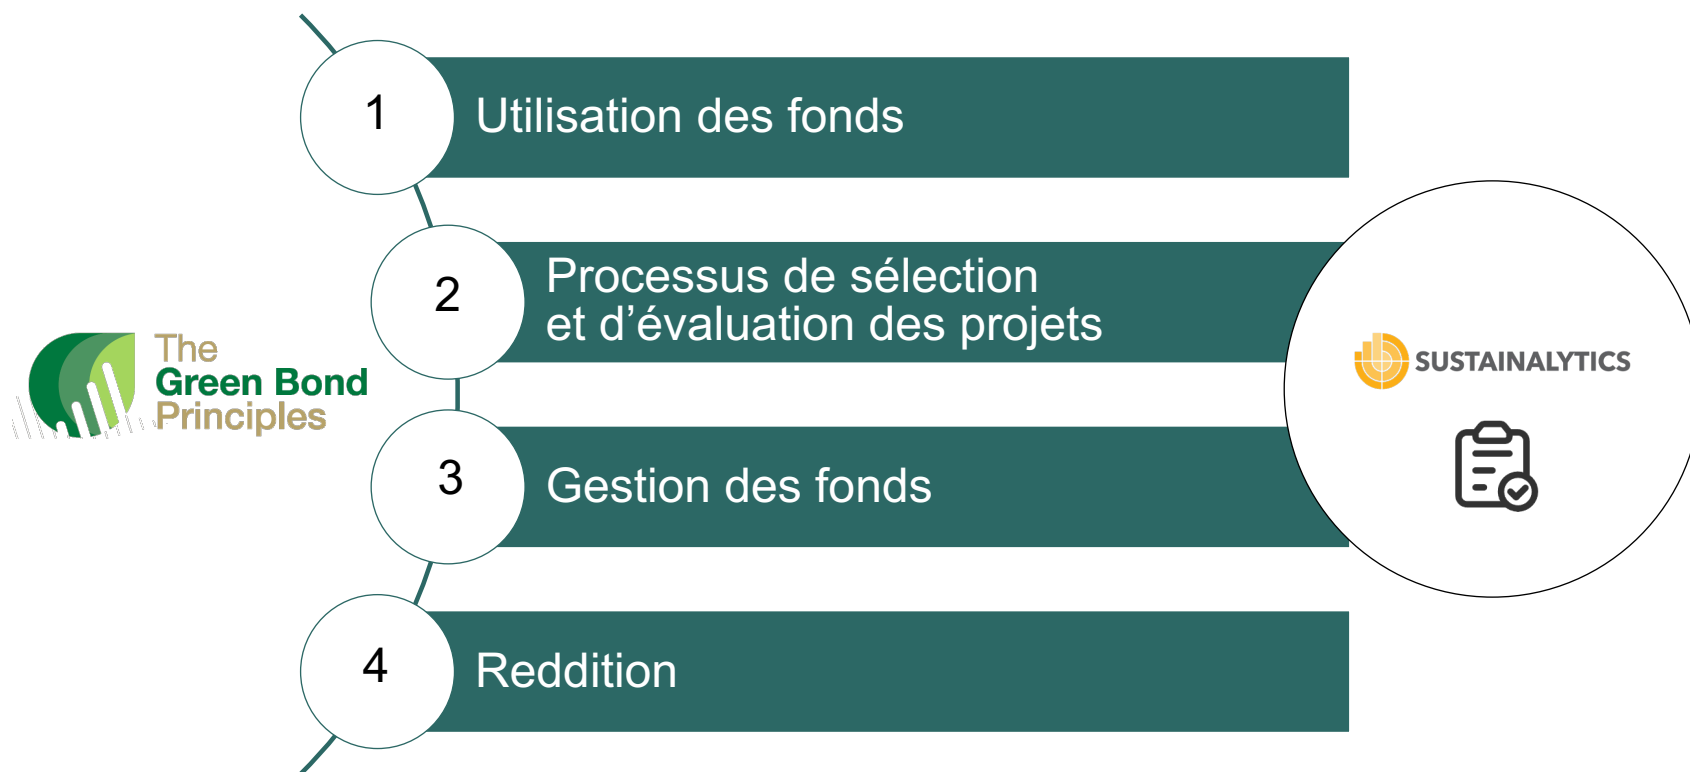 1
Utilisation des fonds
2
Processus de sélection
et d’évaluation des projets
The
Green Bond
Principles
SUSTAINALYTICS
3
Gestion des fonds
4
Reddition